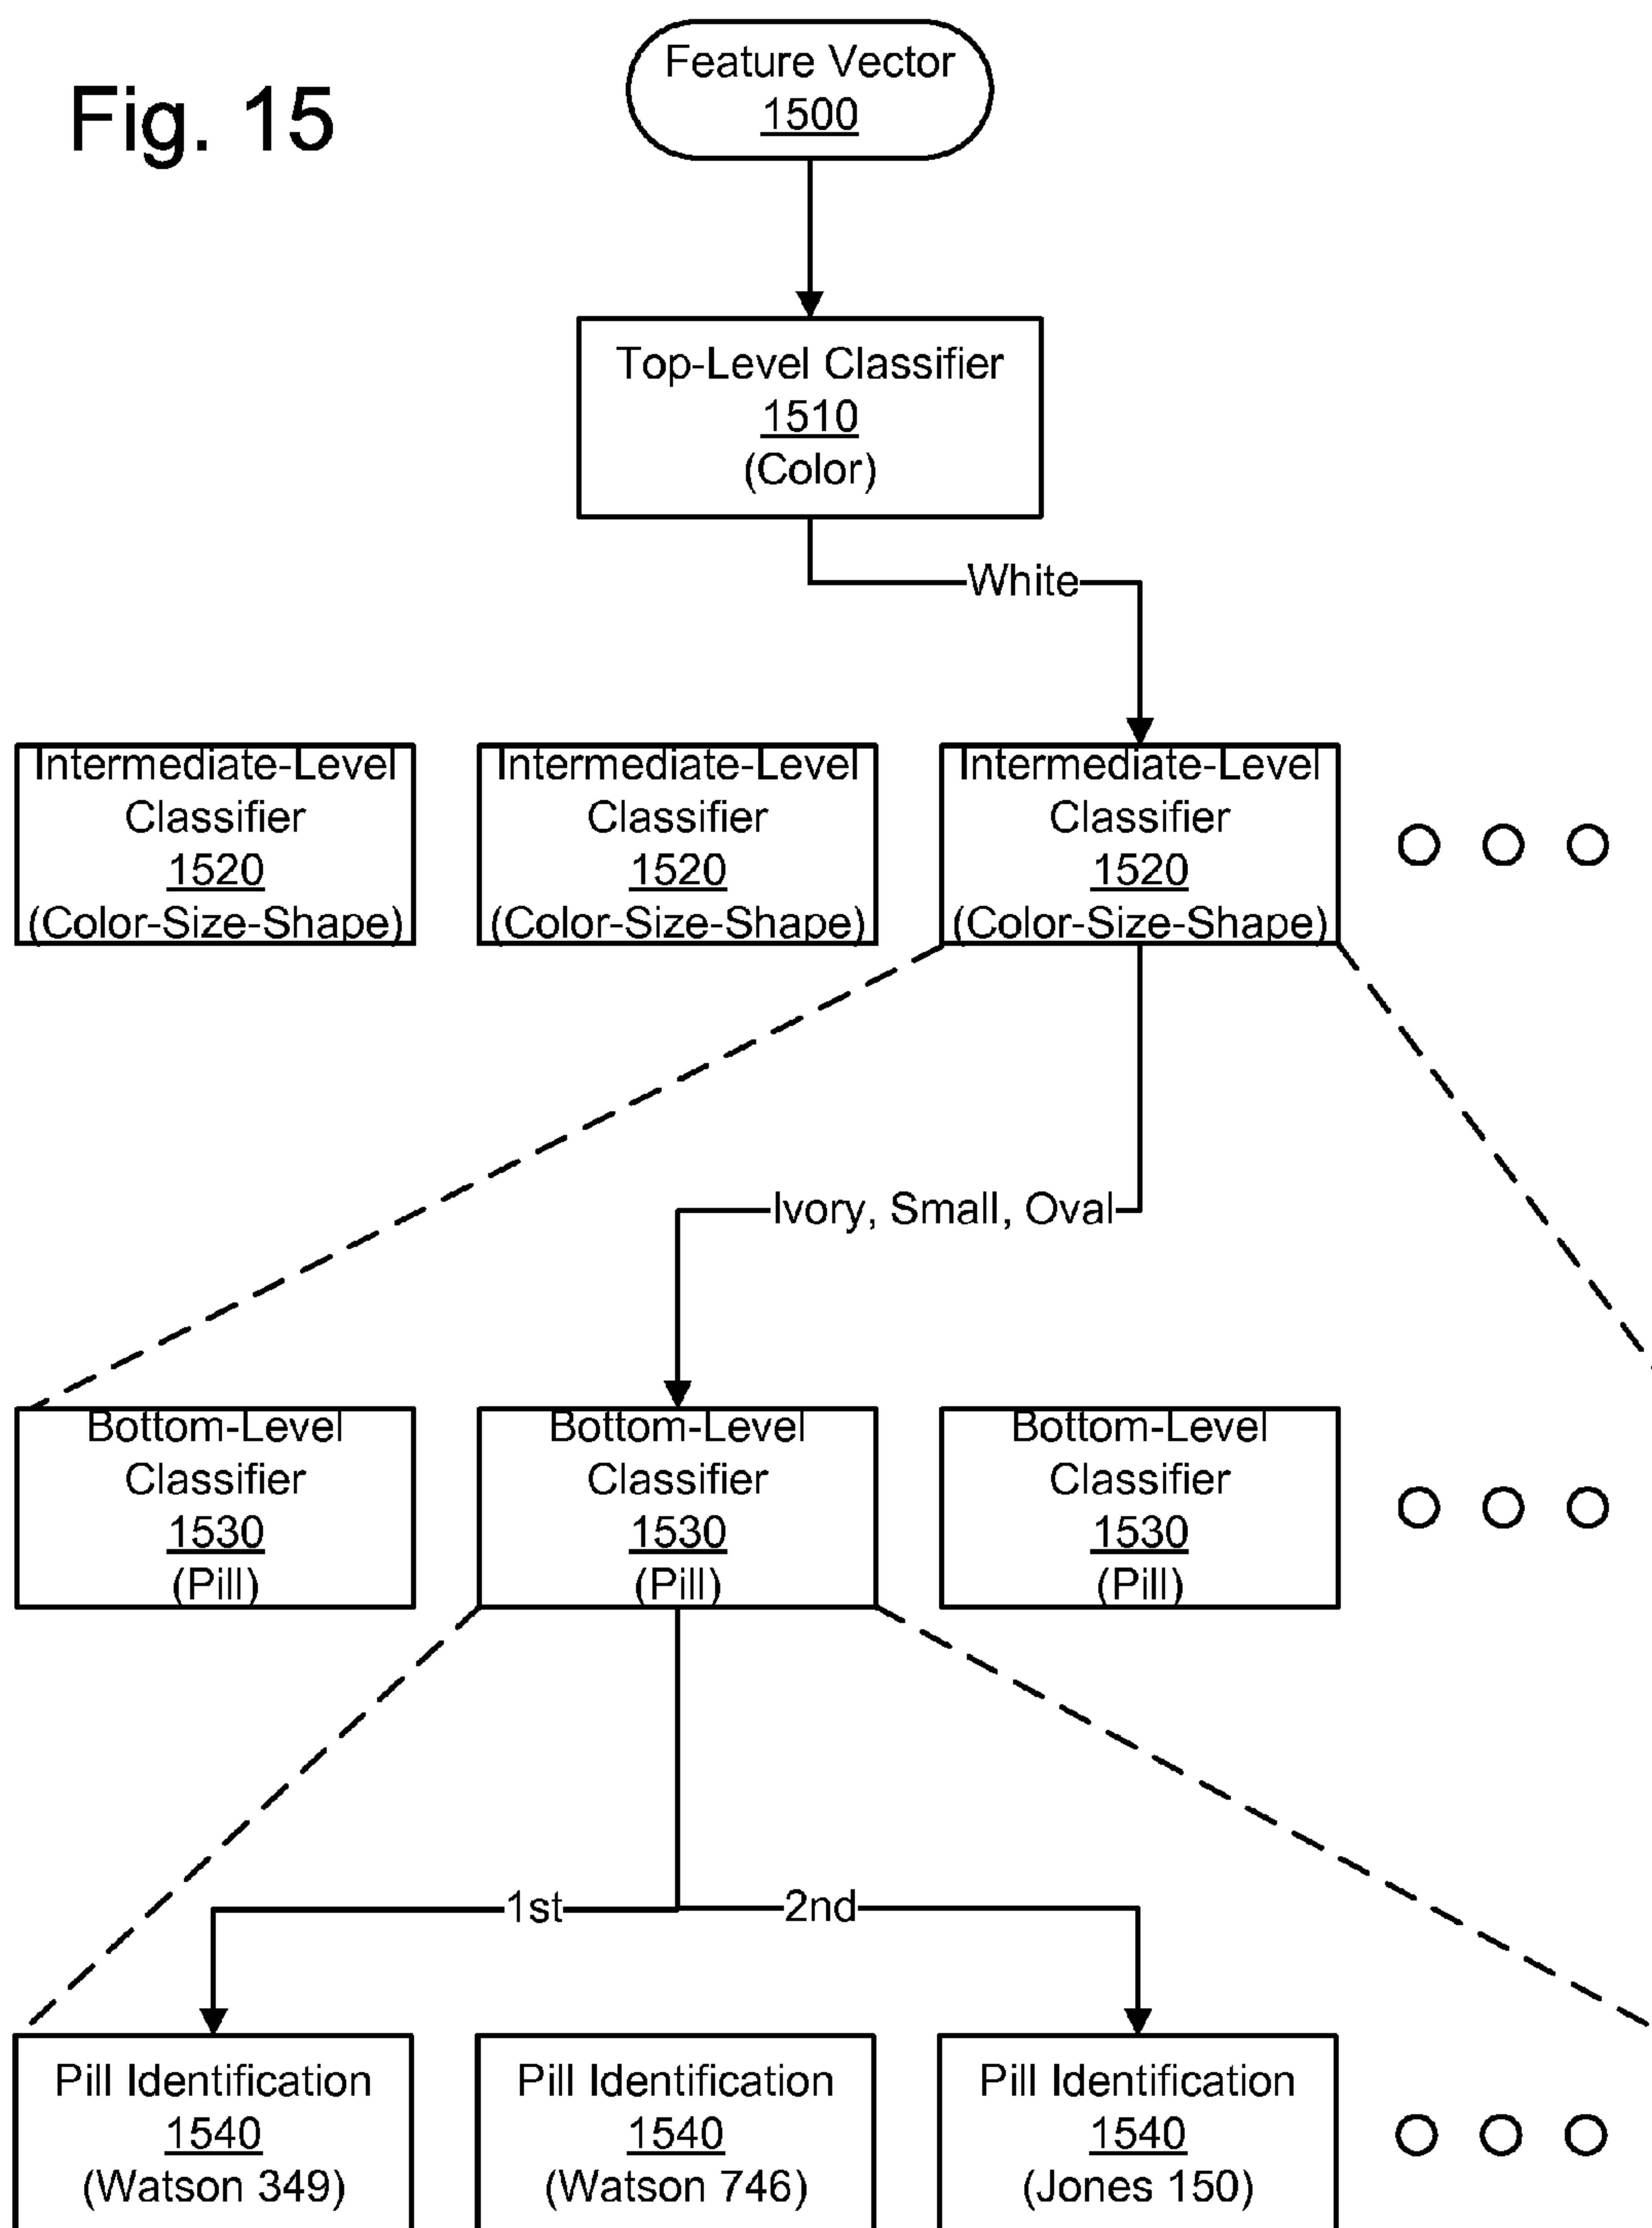 Fig. 15
Feature Vector
1500
Top-Level Classifier
1510
(Color)
White
Intermediate-Level
Classifier
1520
(Color-Size-Shape)
Intermediate-Level
Classifier
1520
(Color-Size-Shape)
Intermediate-Level
Classifier
1520
(Color-Size-Shape)
Ivory, Small, Oval
Bottom-Level
Classifier
1530
(Pill)
Bottom-Level
Classifier
1530
(Pill)
Bottom-Level
Classifier
1530
(Pill)
1st
2nd
Pill Identification
1540
(Watson 349)
Pill Identification
1540
(Watson 746)
Pill Identification
1540
(Jones 150)